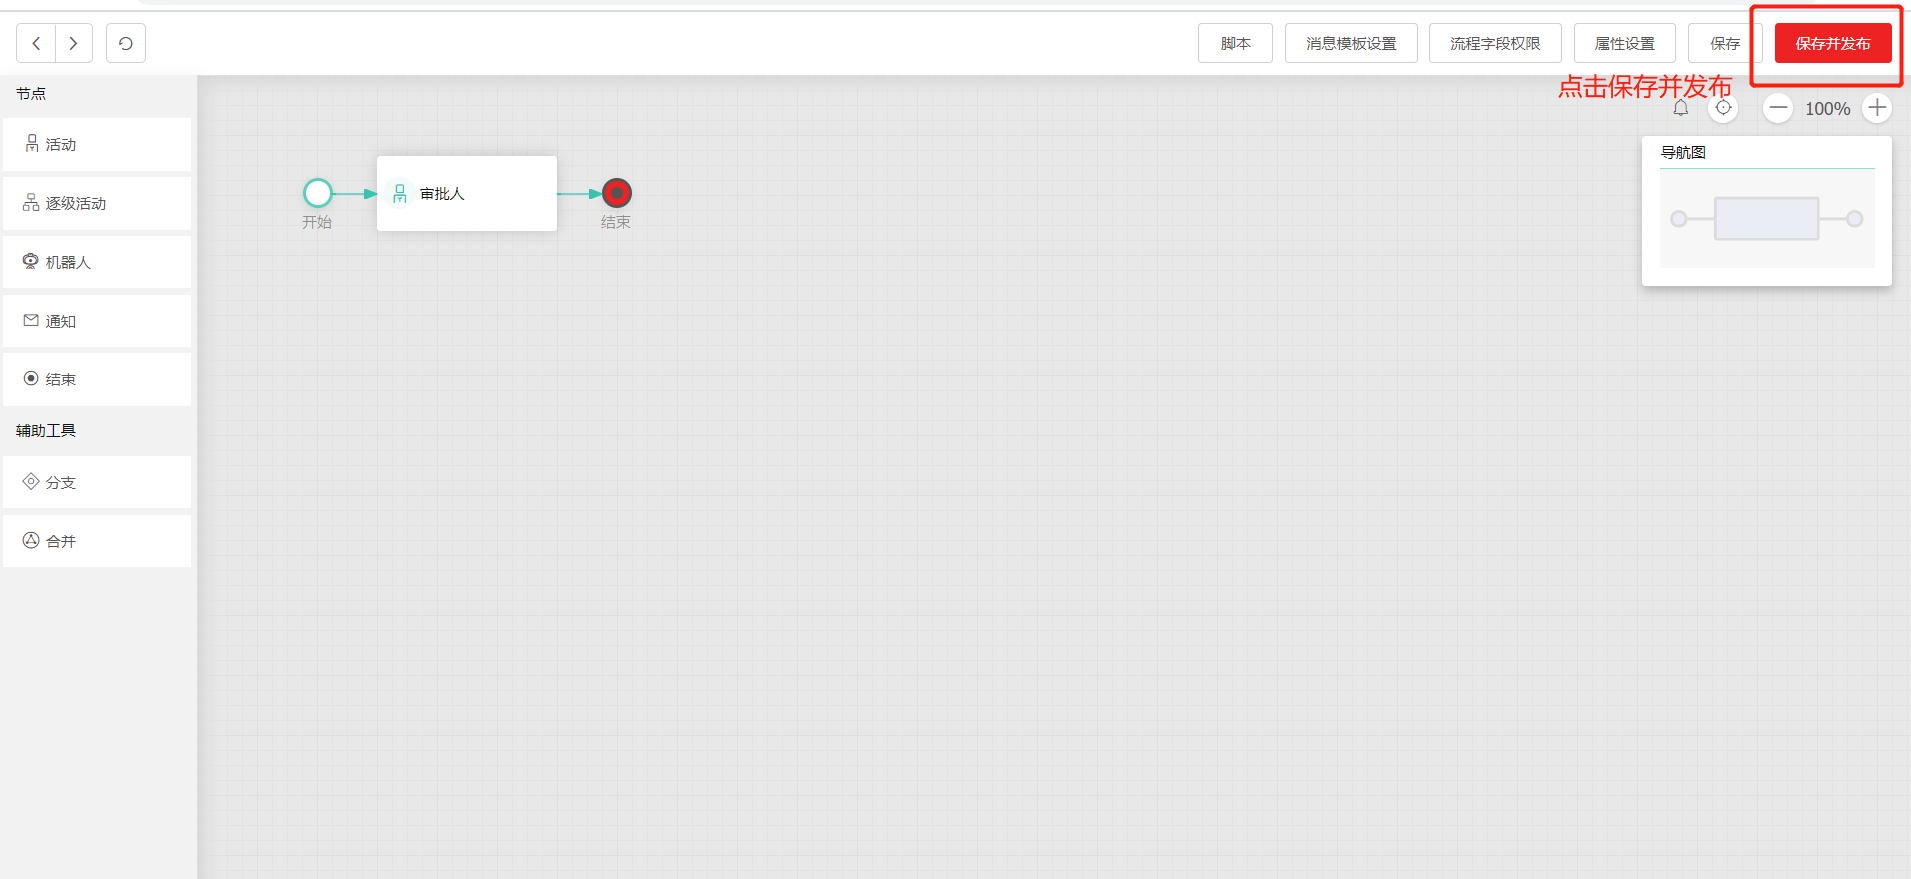 脚本
消息模板设置
流程字段权限
属性设置
保存
保存并发布
点击保存并发布
节点
活动
逐级活动
机器人
通知
结束
辅助工具
分支
合并
开始
审批人
结束
100%
导航图